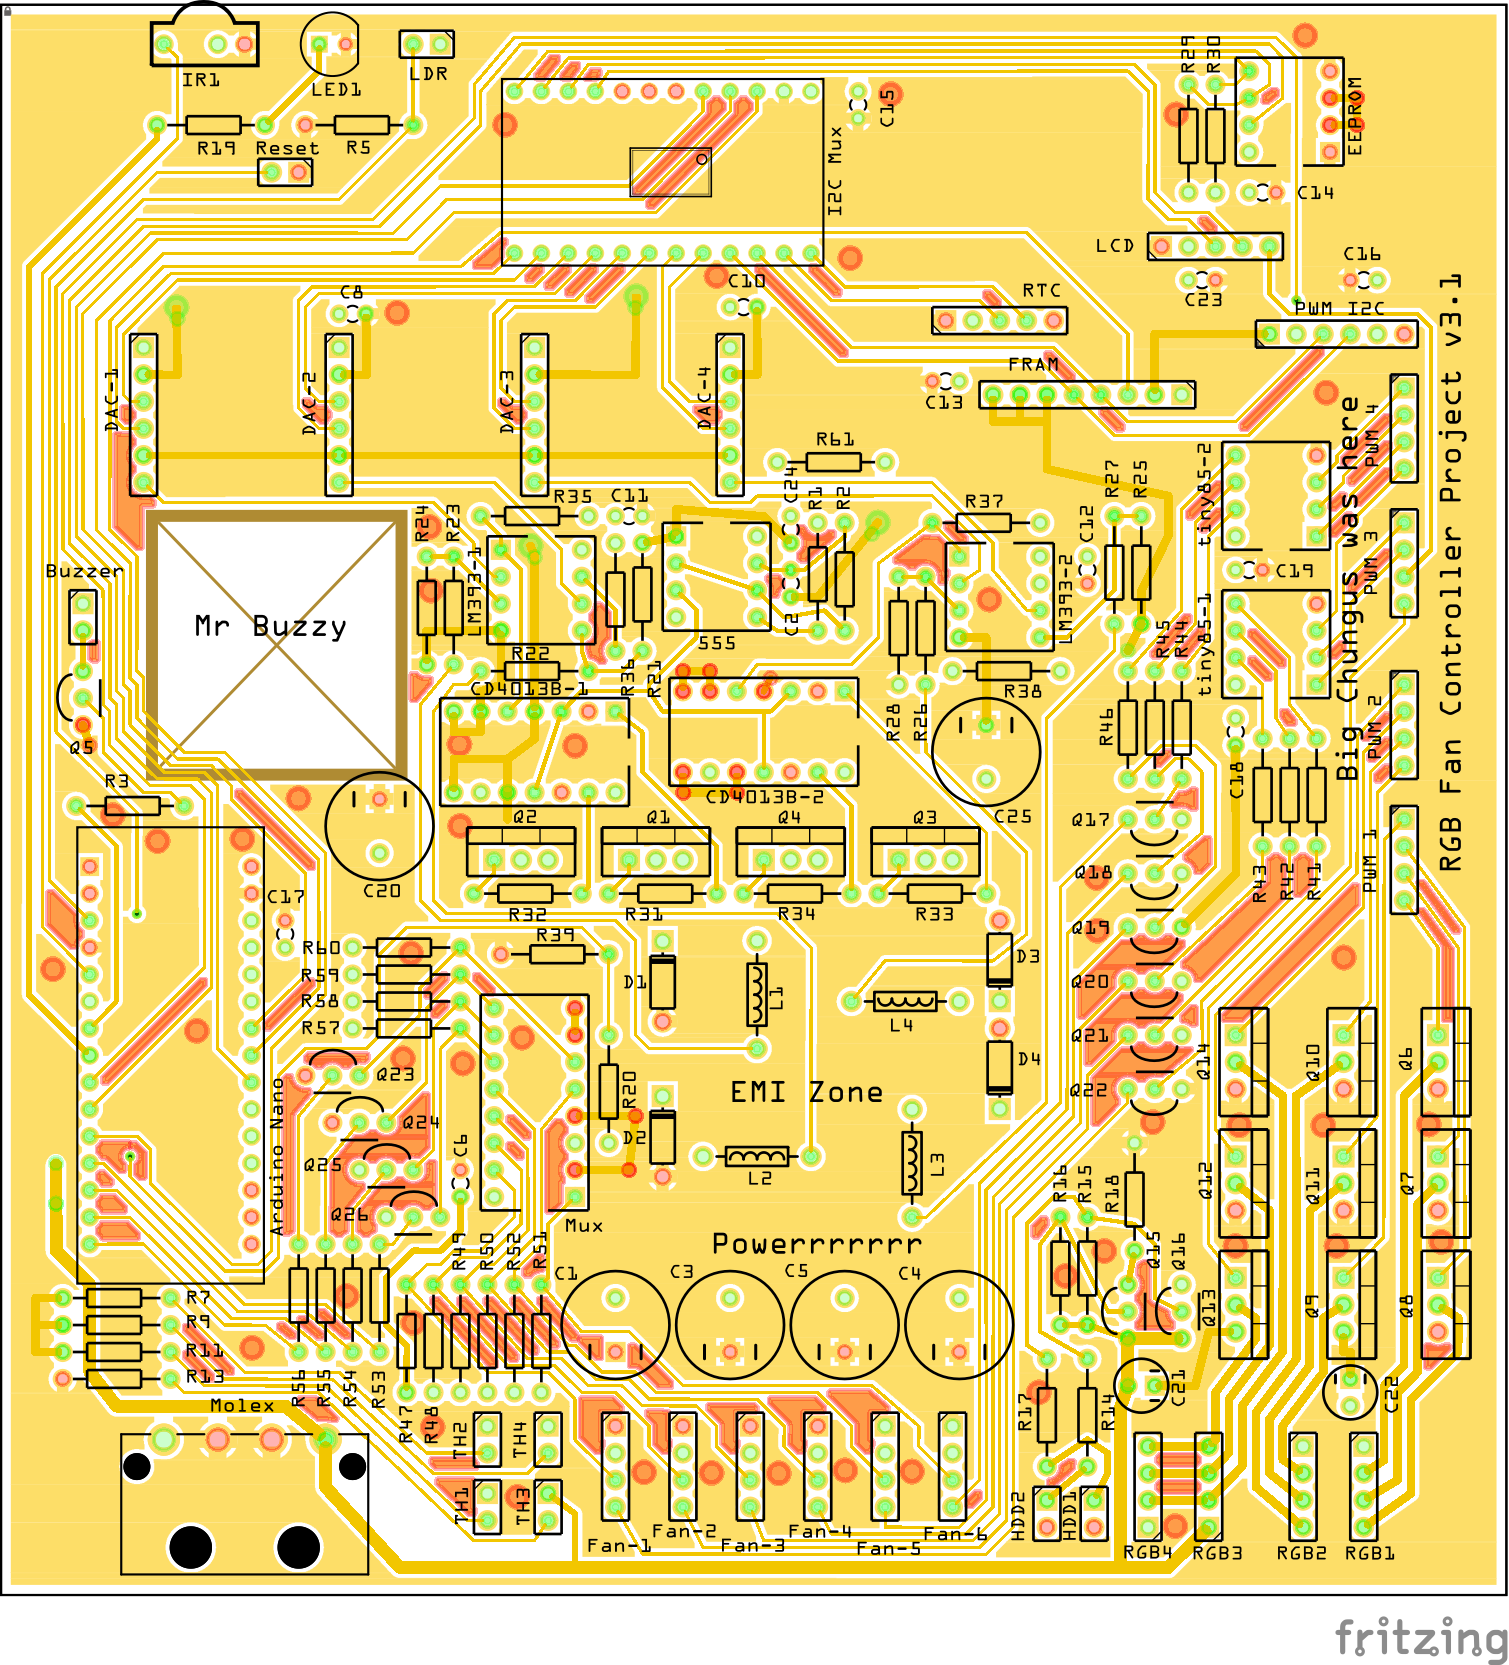 IR1
LED1
LDR
R19
Reset
R5
I2C Mux
C15
R29
R30
EEPROM
C14
LCD
C23
C16
RTC
PWM I2C
FRAM
C13
C8
C10
DAC-1
DAC-2
DAC-3
DAC-4
R61
R35
C11
C24
R1
R2
R37
R27
R25
C12
tiny85-2
C19
tiny85-1
PWM 4
PWM 3
PWM 2
PWM 1
Big Chungus was here
RGB Fan Controller Project v3.1
Buzzer
Mr Buzzy
R24
R23
LM393-1
555
C2
LM393-2
R22
R36
R21
CD4013B-1
CD4013B-2
R28
R26
R38
C25
R45
R44
R46
C18
Q5
R3
C20
Q2
Q1
Q4
Q3
R32
R31
R34
R33
Q17
Q18
Q19
Q20
Q21
Q22
R43
R42
R41
C17
R60
R59
R58
R57
R39
D1
L1
L4
D3
D4
Q23
Q24
Q25
Q26
Arduino Nano
C6
Mux
R20
D2
EMI Zone
L2
L3
Q14
Q10
Q6
Q12
Q11
Q7
Q13
Q9
Q8
R16
R15
R18
Q15
Q16
Powerrrrrrr
R49
R50
R52
R51
C1
C3
C5
C4
R7
R9
R11
R13
R56
R55
R54
R53
R47
R48
Molex
TH2
TH4
TH1
TH3
R17
R14
C21
C22
HDD2
HDD1
Fan-1
Fan-2
Fan-3
Fan-4
Fan-5
Fan-6
RGB4
RGB3
RGB2
RGB1
fritzing